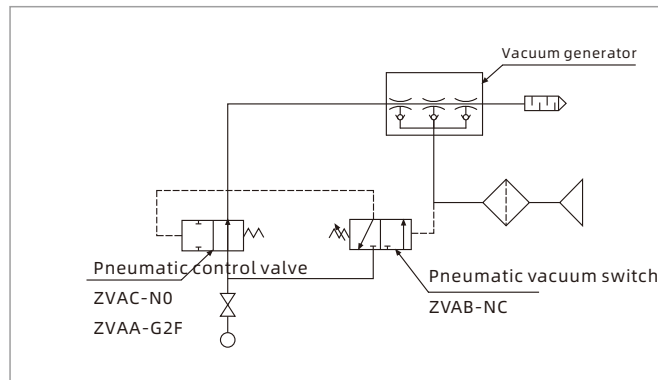 Vacuum generator
Pneumatic control valve
ZVAC-N0
ZVAA-G2F
Pneumatic vacuum switch
ZVAB-NC